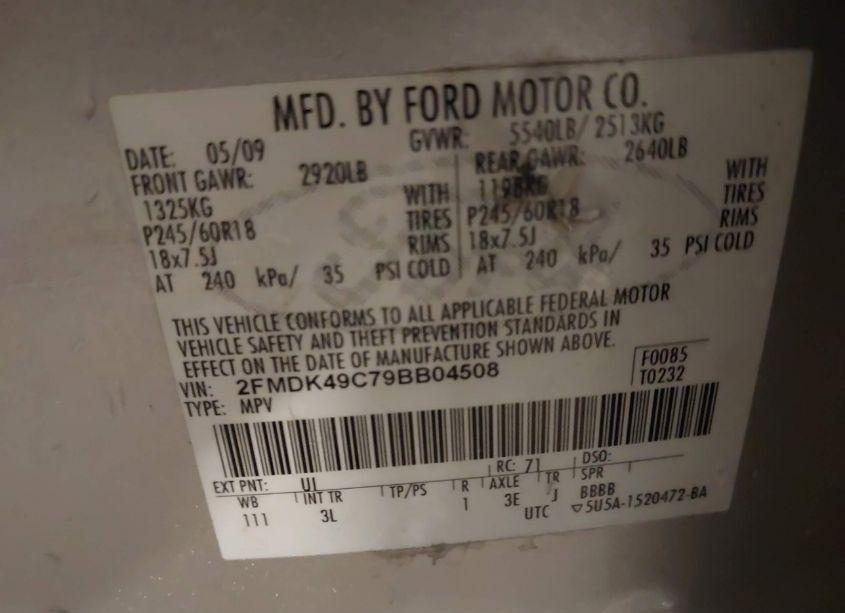 MFD. BY FORD MOTOR CO.
DATE: 05/09 GVWR: 5540LB/ 2513KG
FRONT GAWR: 2920LB REAR GAWR: 2640LB
1325KG WITH 1198KG WITH
P245/60R18 TIRES P245/60R18 TIRES
18x7.5J RIMS 18x7.5J RIMS
AT 240 kPa/ 35 PSI COLD AT 240 kPa/ 35 PSI COLD
THIS VEHICLE CONFORMS TO ALL APPLICABLE FEDERAL MOTOR
VEHICLE SAFETY AND THEFT PREVENTION STANDARDS IN
EFFECT ON THE DATE OF MANUFACTURE SHOWN ABOVE.
VIN: 2FMDK49C79BB04508 F0085
TYPE: MPV T0232
EXT PNT: UI RC: 71 DSO:
WB INT TR TP/PS R AXLE TR SPR
111 3L 1 3E J BBBB
UTC ▽5U5A-1520472-BA